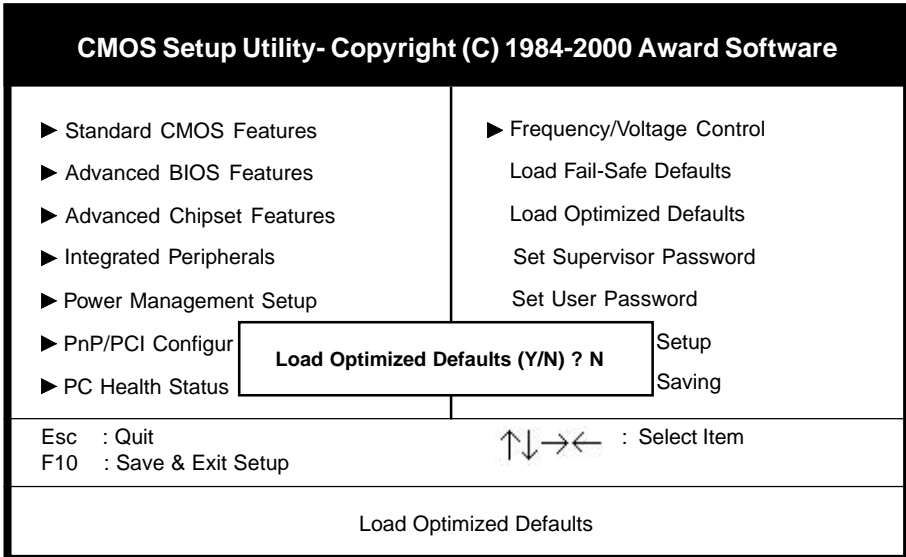 CMOS Setup Utility- Copyright (C) 1984-2000 Award Software
▶ Standard CMOS Features
▶ Advanced BIOS Features
▶ Advanced Chipset Features
▶ Integrated Peripherals
▶ Power Management Setup
▶ PnP/PCI Configur
▶ PC Health Status
▶ Frequency/Voltage Control
Load Fail-Safe Defaults
Load Optimized Defaults
Set Supervisor Password
Set User Password
Setup
Saving
Load Optimized Defaults (Y/N) ? N
Esc : Quit
F10 : Save & Exit Setup
↑↓→← : Select Item
Load Optimized Defaults